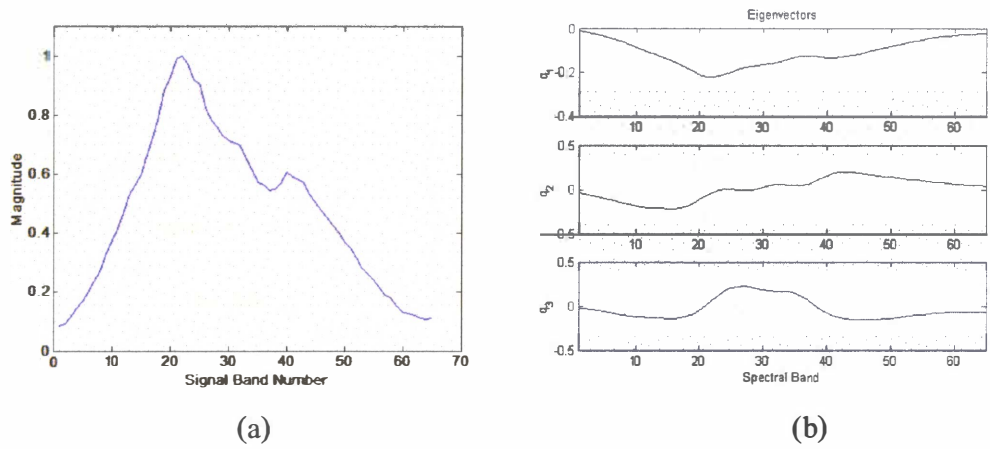 Eigenvectors
1
0.8
0.6
0.4
0.2
0
Magnitude
0 10 20 30 40 50 60 70
Signal Band Number
(a)
0
-0.2
-0.4
q1
10 20 30 40 50 60
0.5
0
-0.5
q2
10 20 30 40 50 60
0.5
0
-0.5
q3
10 20 30 40 50 60
Spectral Band
(b)